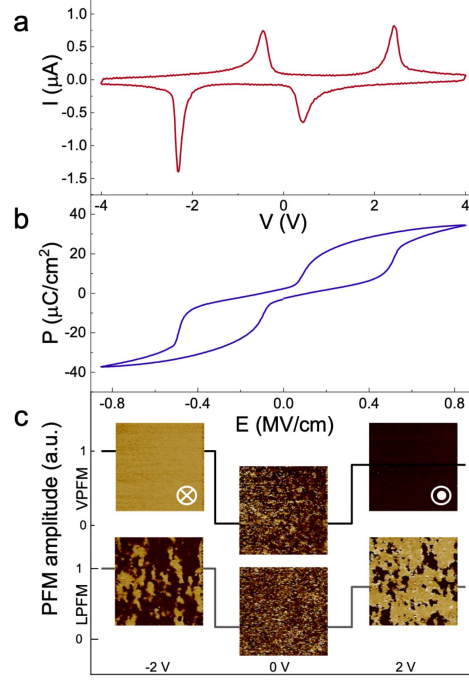 a
I (μA)
1.0
0.5
0.0
-0.5
-1.0
-1.5
-4
-2
0
2
4
V (V)
b
P (μC/cm²)
40
20
0
-20
-40
-0.8
-0.4
0.0
0.4
0.8
E (MV/cm)
c
PFM amplitude (a.u.)
VPFM
1
0
LPFM
1
0
-2 V
0 V
2 V